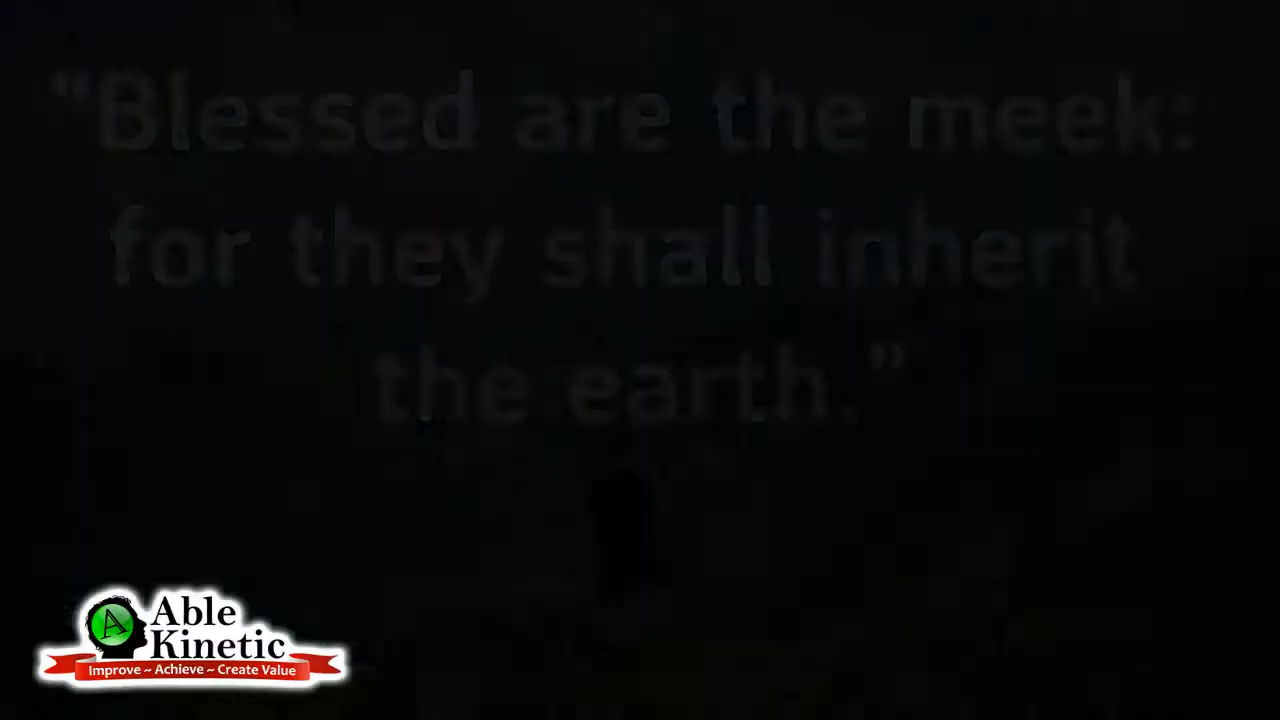 "Blessed are the meek:
for they shall inherit
the earth.”
A
Able
Kinetic
Improve ~ Achieve ~ Create Value